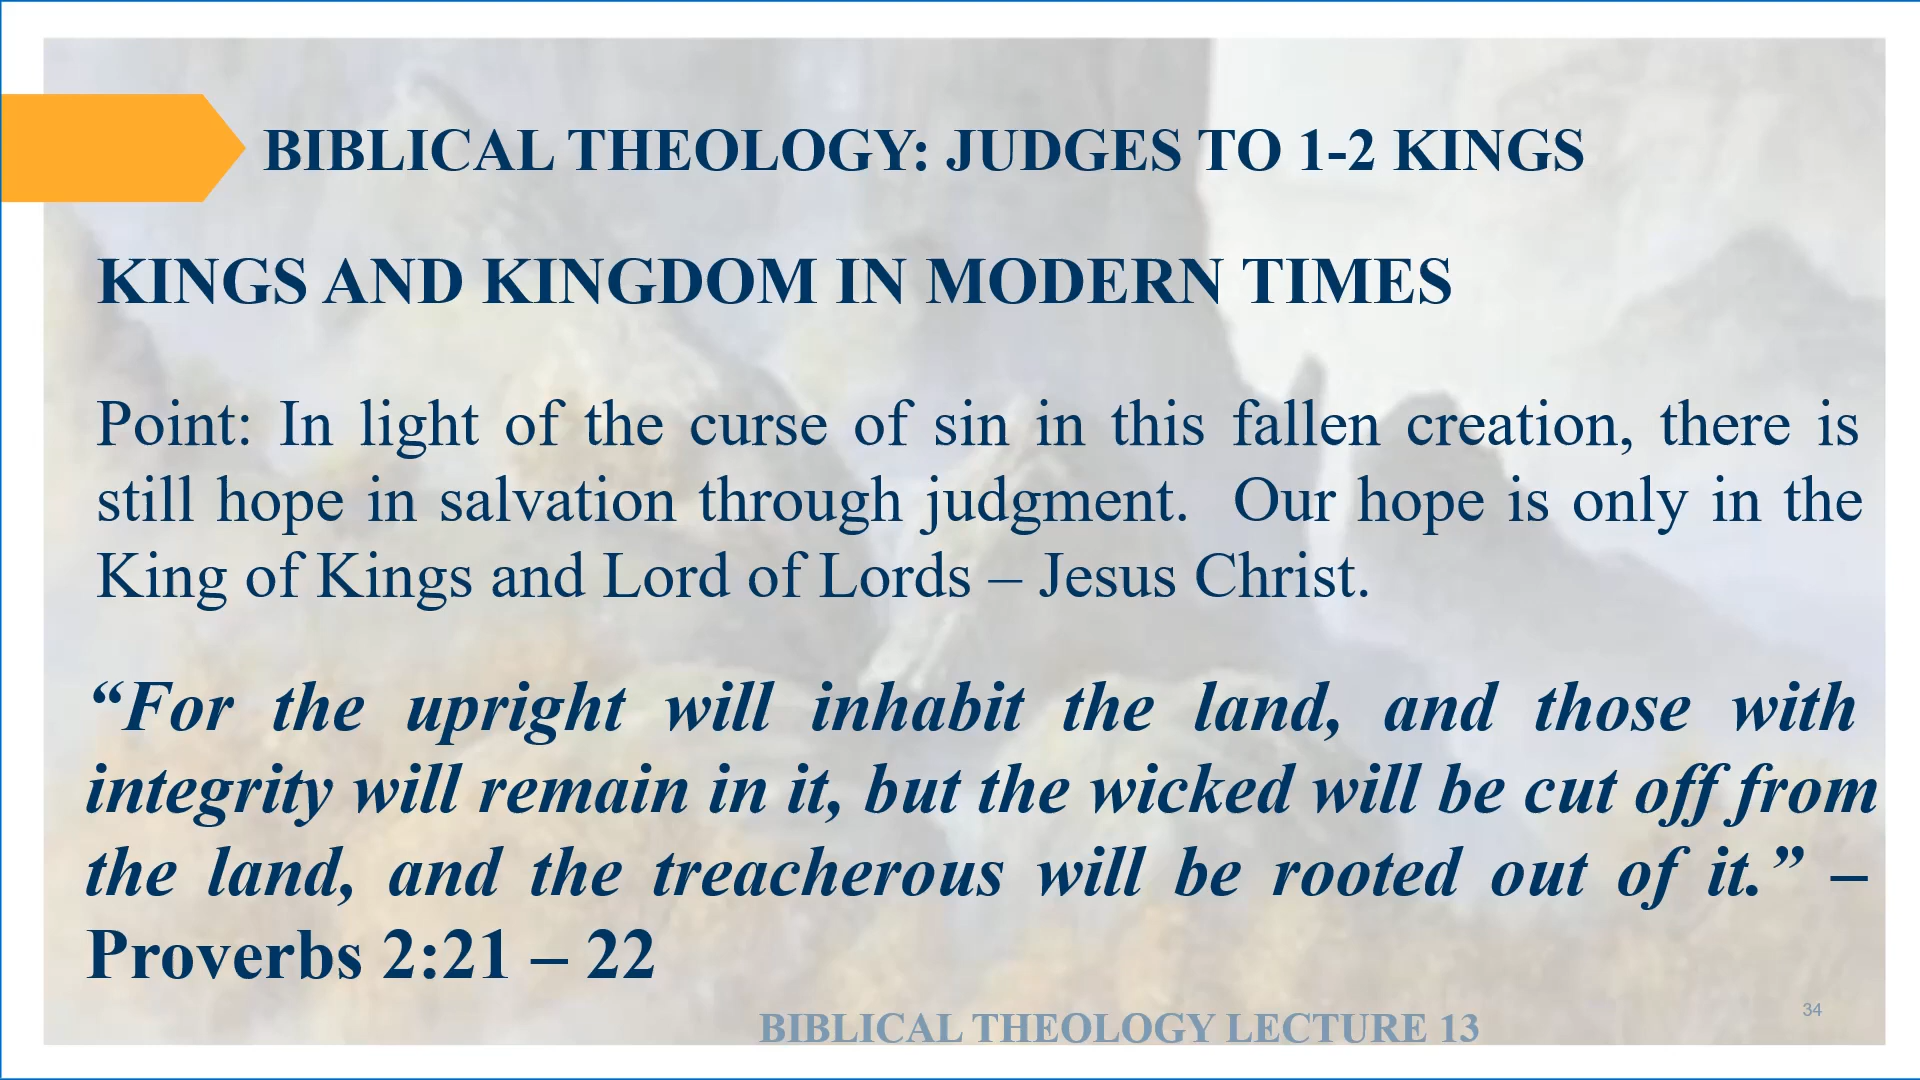 BIBLICAL THEOLOGY: JUDGES TO 1-2 KINGS
KINGS AND KINGDOM IN MODERN TIMES
Point: In light of the curse of sin in this fallen creation, there is
still hope in salvation through judgment.  Our hope is only in the
King of Kings and Lord of Lords – Jesus Christ.
“For the upright will inhabit the land, and those with
integrity will remain in it, but the wicked will be cut off from
the land, and the treacherous will be rooted out of it.” –
Proverbs 2:21 – 22
34
BIBLICAL THEOLOGY LECTURE 13